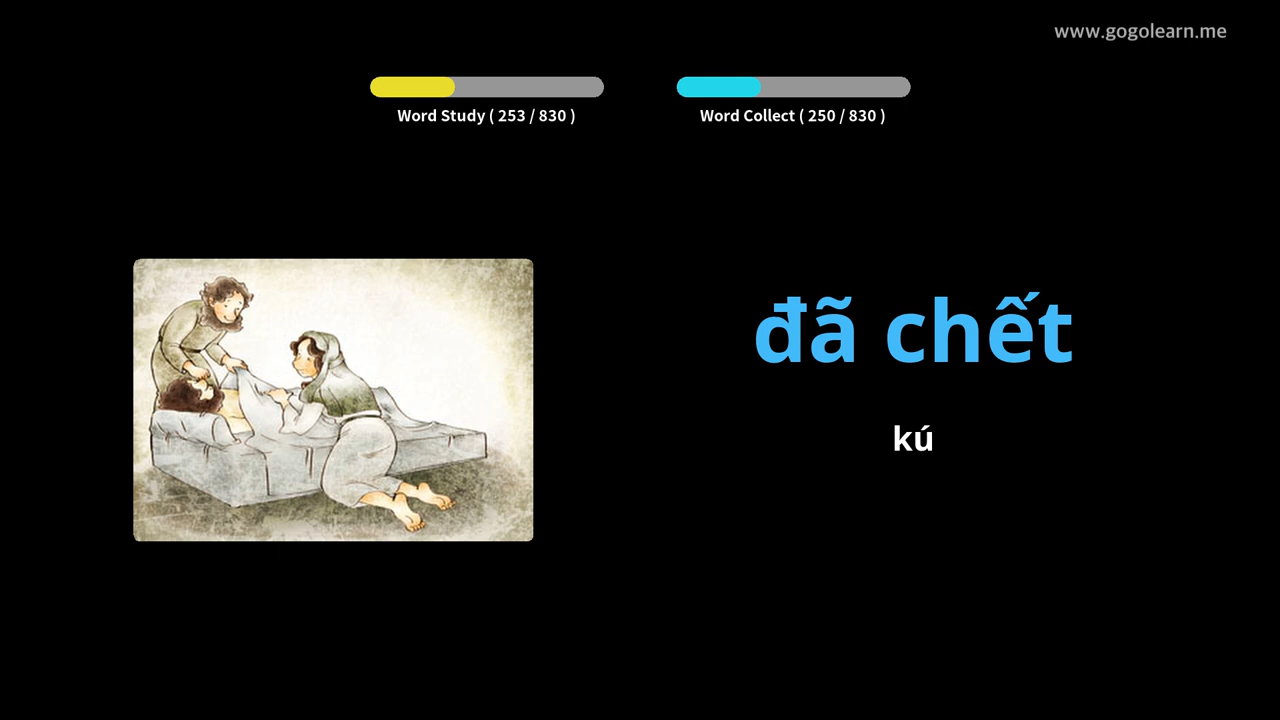 www.gogolearn.me
Word Study ( 253 / 830 )
Word Collect ( 250 / 830 )
đã chết
kú